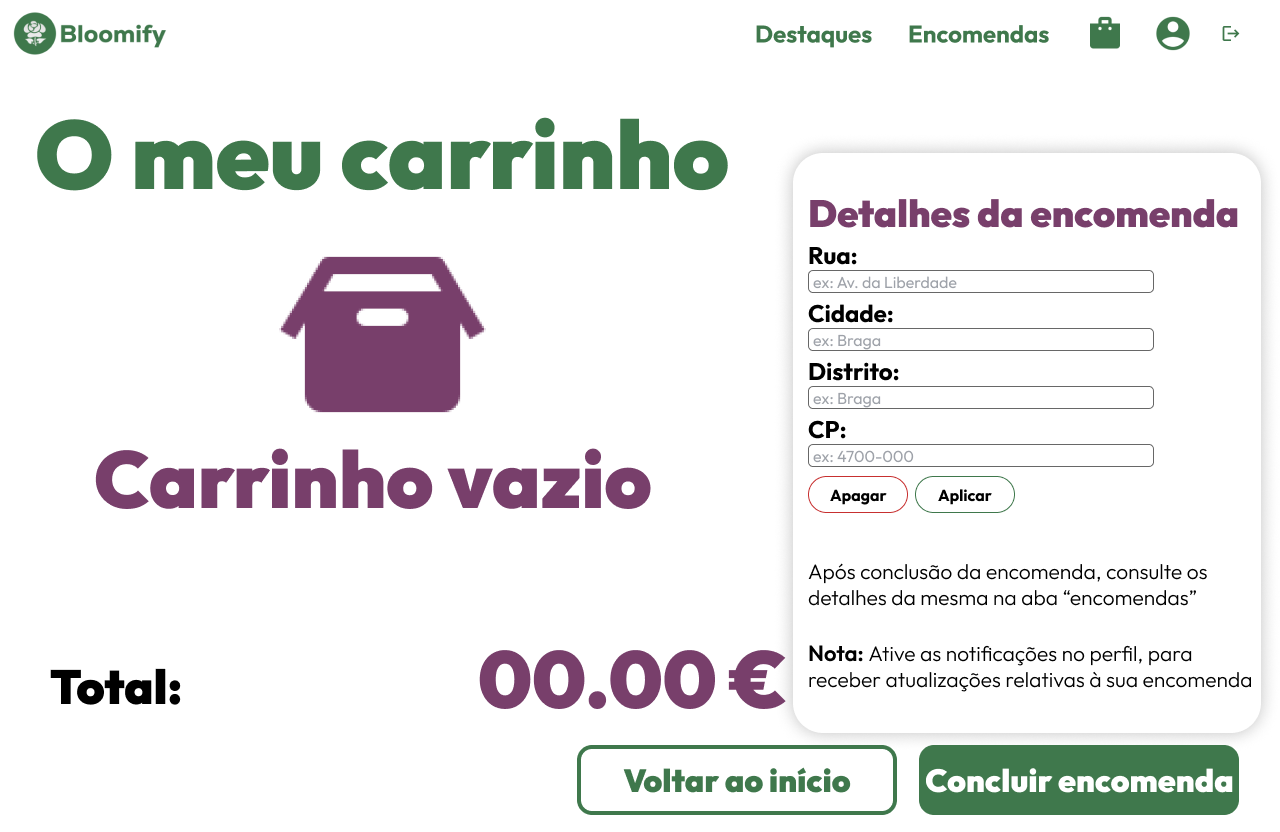 Bloomify
Destaques
Encomendas
O meu carrinho
Carrinho vazio
Total:
00.00 €
Detalhes da encomenda
Rua:
ex: Av. da Liberdade
Cidade:
ex: Braga
Distrito:
ex: Braga
CP:
ex: 4700-000
Apagar
Aplicar
Após conclusão da encomenda, consulte os
detalhes da mesma na aba “encomendas”
Nota: Ative as notificações no perfil, para
receber atualizações relativas à sua encomenda
Voltar ao início
Concluir encomenda